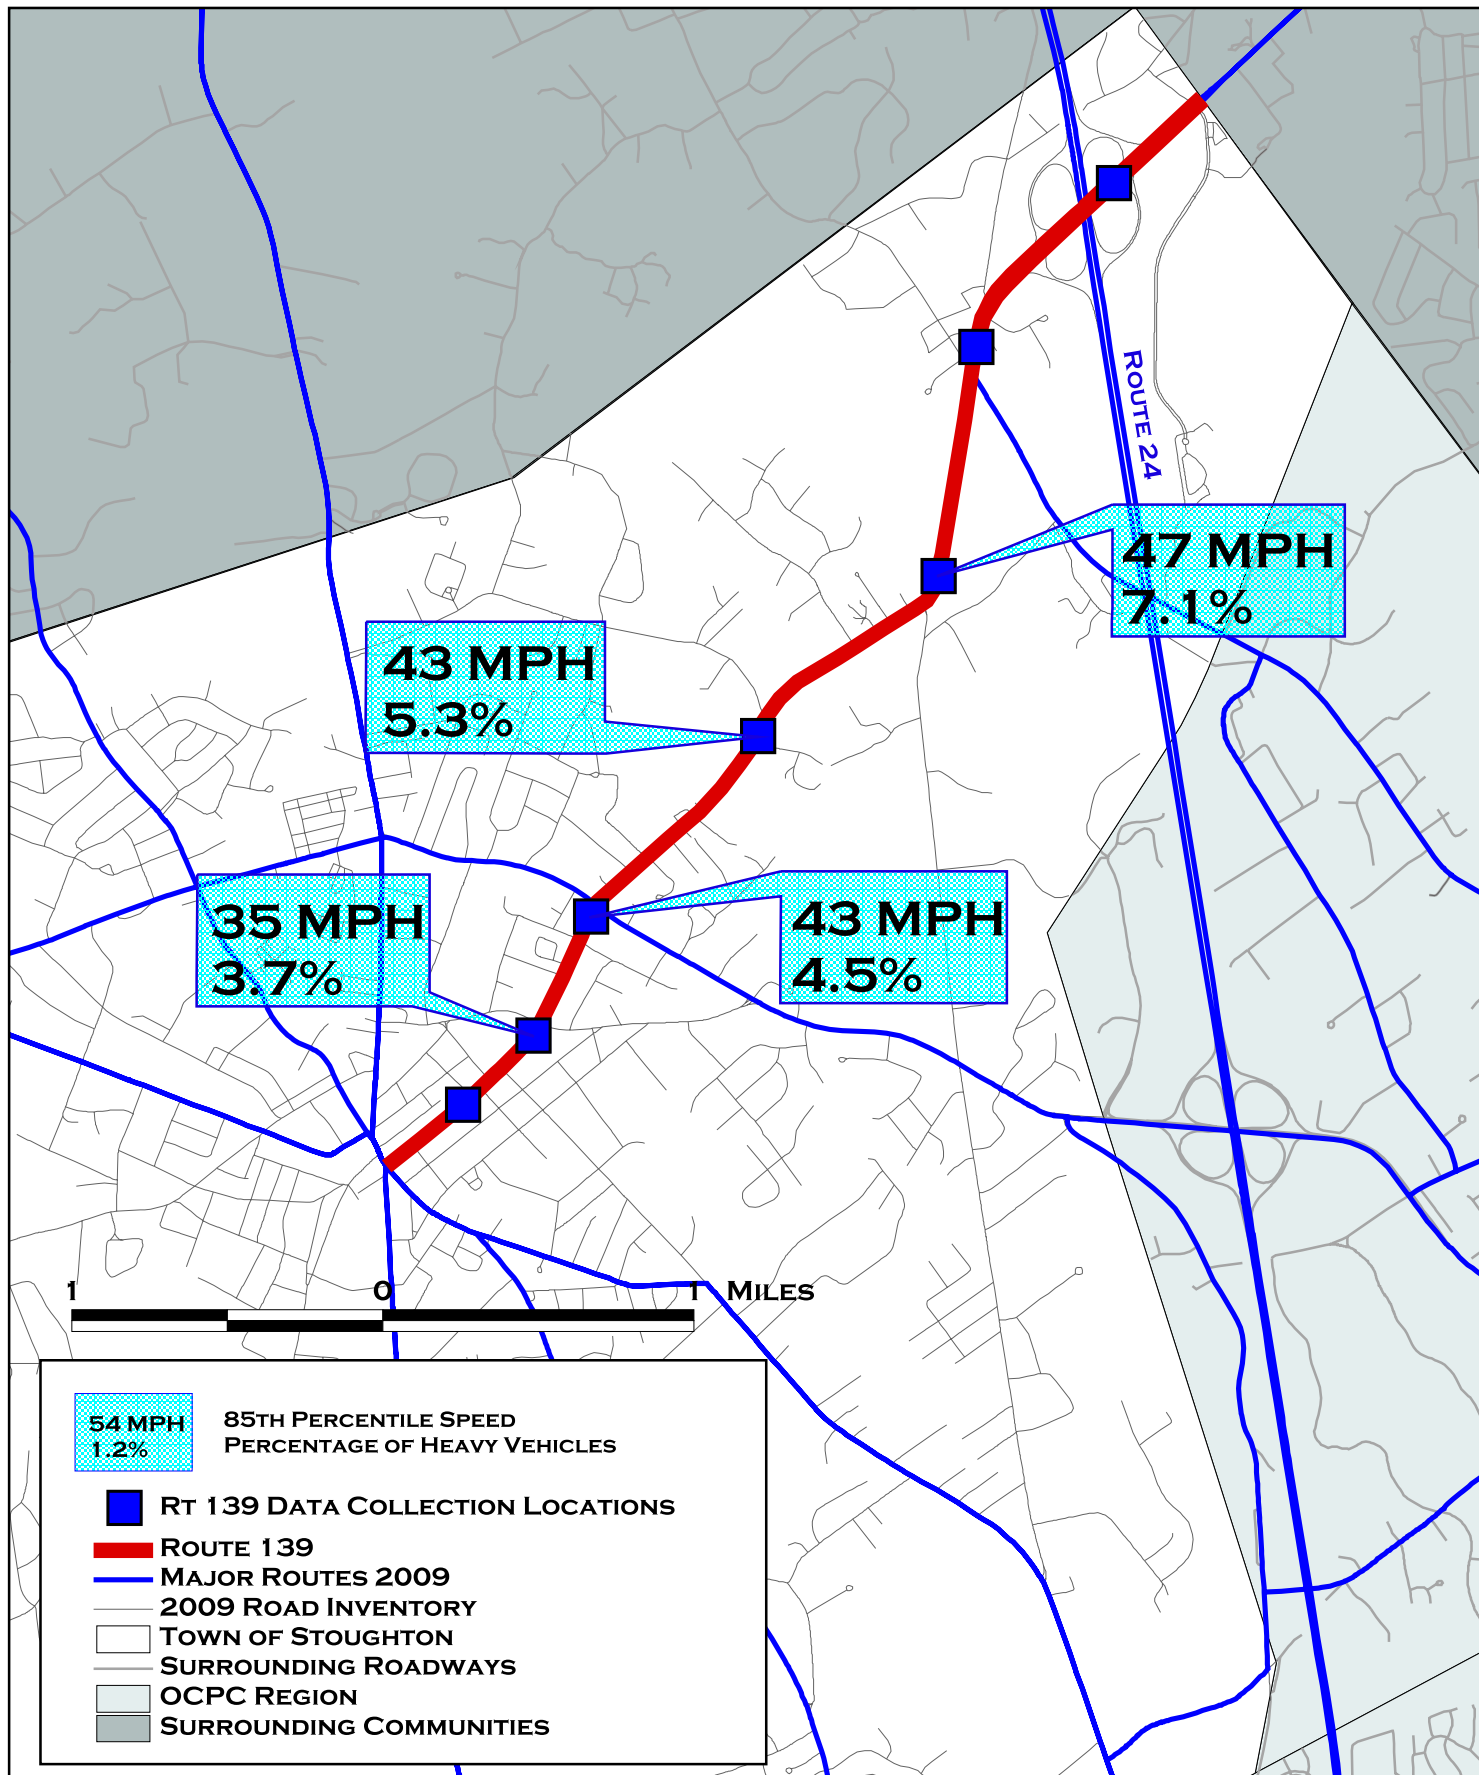 ROUTE 24
47 MPH
7.1%
43 MPH
5.3%
35 MPH
3.7%
43 MPH
4.5%
1 0 1 MILES
54 MPH
1.2%
85TH PERCENTILE SPEED
PERCENTAGE OF HEAVY VEHICLES
RT 139 DATA COLLECTION LOCATIONS
ROUTE 139
MAJOR ROUTES 2009
2009 ROAD INVENTORY
TOWN OF STOUGHTON
SURROUNDING ROADWAYS
OCPC REGION
SURROUNDING COMMUNITIES